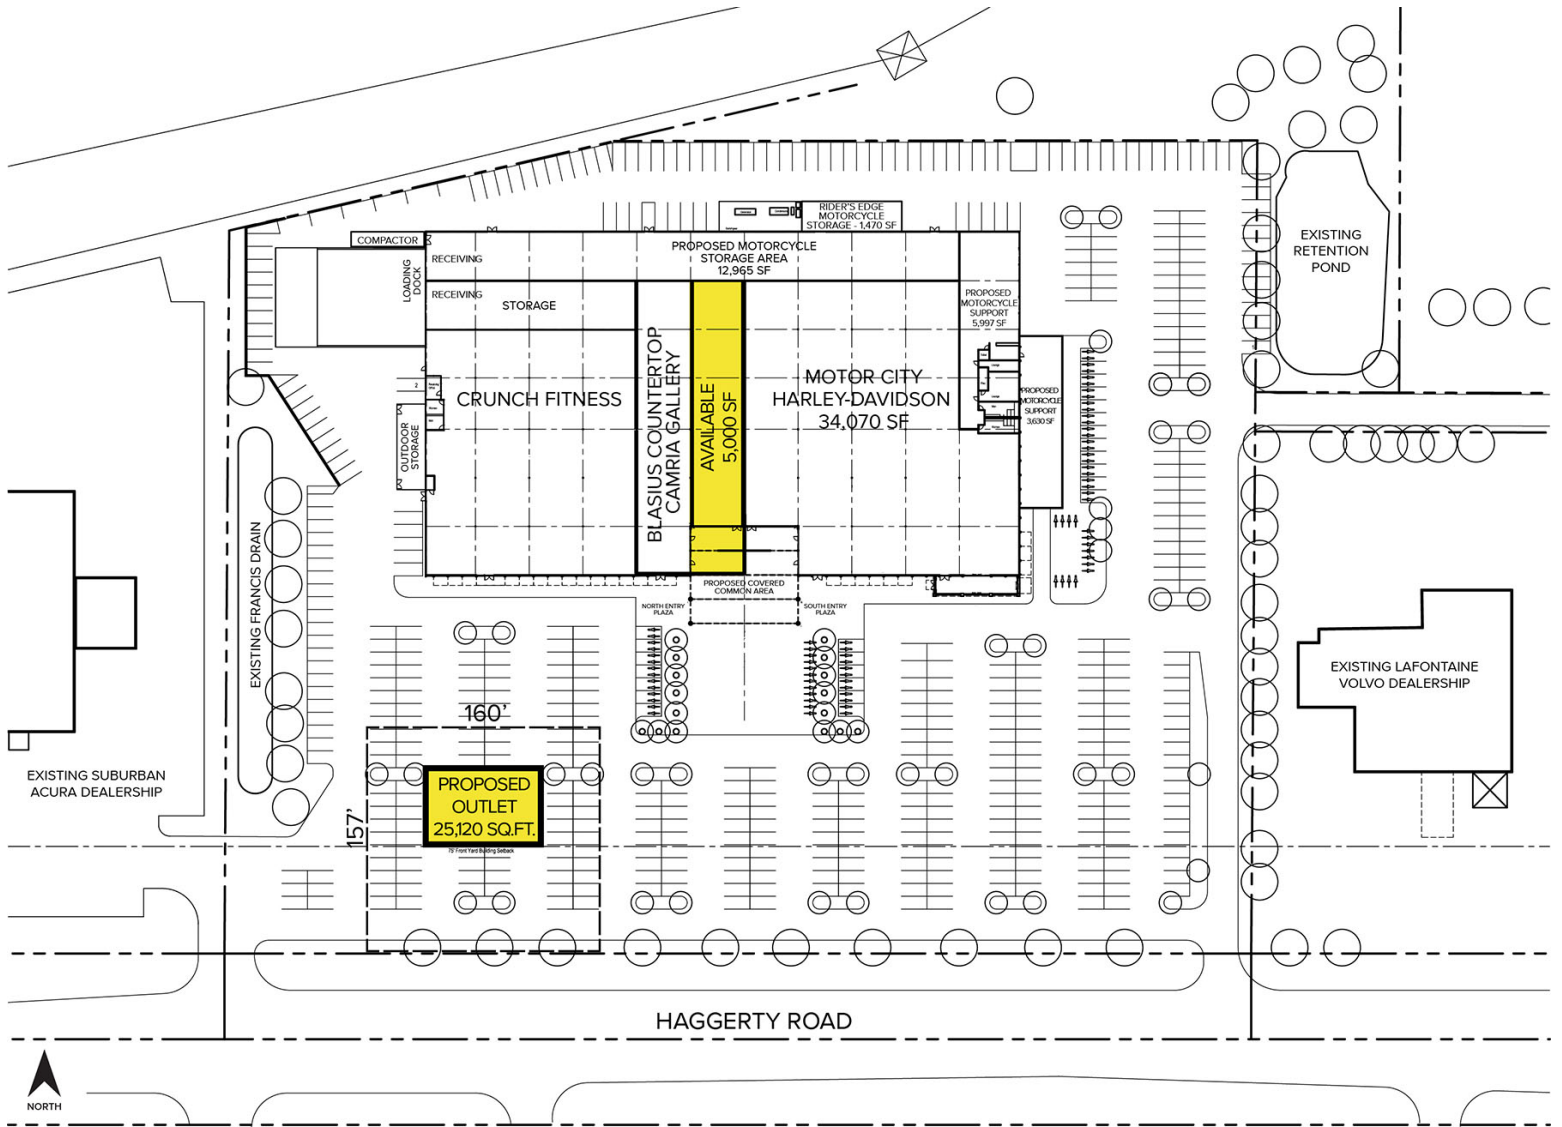 RIDER'S EDGE
MOTORCYCLE
STORAGE - 1,470 SF
COMPACTOR
RECEIVING
PROPOSED MOTORCYCLE
STORAGE AREA
12,965 SF
EXISTING
RETENTION
POND
LOADING
DOCK
RECEIVING
STORAGE
PROPOSED
MOTORCYCLE
SUPPORT
5,997 SF
CRUNCH FITNESS
BLASIUS COUNTERTOP
CAMRIA GALLERY
AVAILABLE
5,000 SF
MOTOR CITY
HARLEY-DAVIDSON
34,070 SF
PROPOSED
MOTORCYCLE
SUPPORT
3,630 SF
2
OUTDOOR
STORAGE
EXISTING FRANCIS DRAIN
PROPOSED COVERED
COMMON AREA
NORTH ENTRY
PLAZA
SOUTH ENTRY
PLAZA
EXISTING LAFONTAINE
VOLVO DEALERSHIP
160'
157'
EXISTING SUBURBAN
ACURA DEALERSHIP
PROPOSED
OUTLET
25,120 SQ.FT.
75' Front Yard Building Setback
HAGGERTY ROAD
NORTH